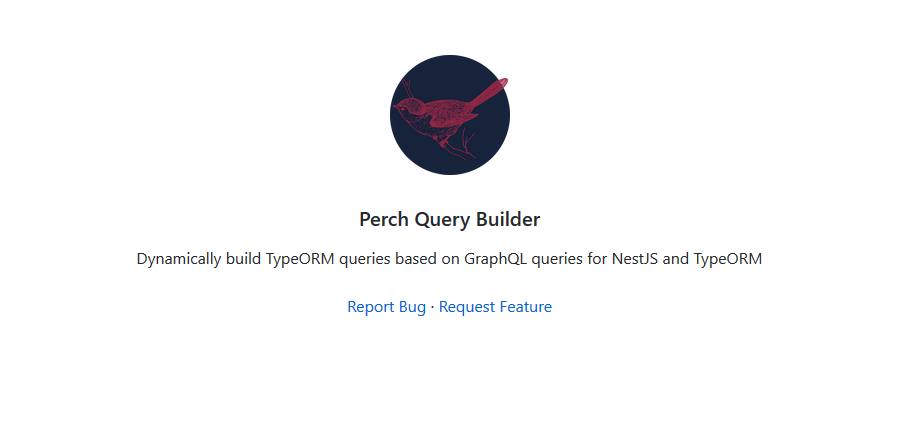 Perch Query Builder
Dynamically build TypeORM queries based on GraphQL queries for NestJS and TypeORM
Report Bug · Request Feature